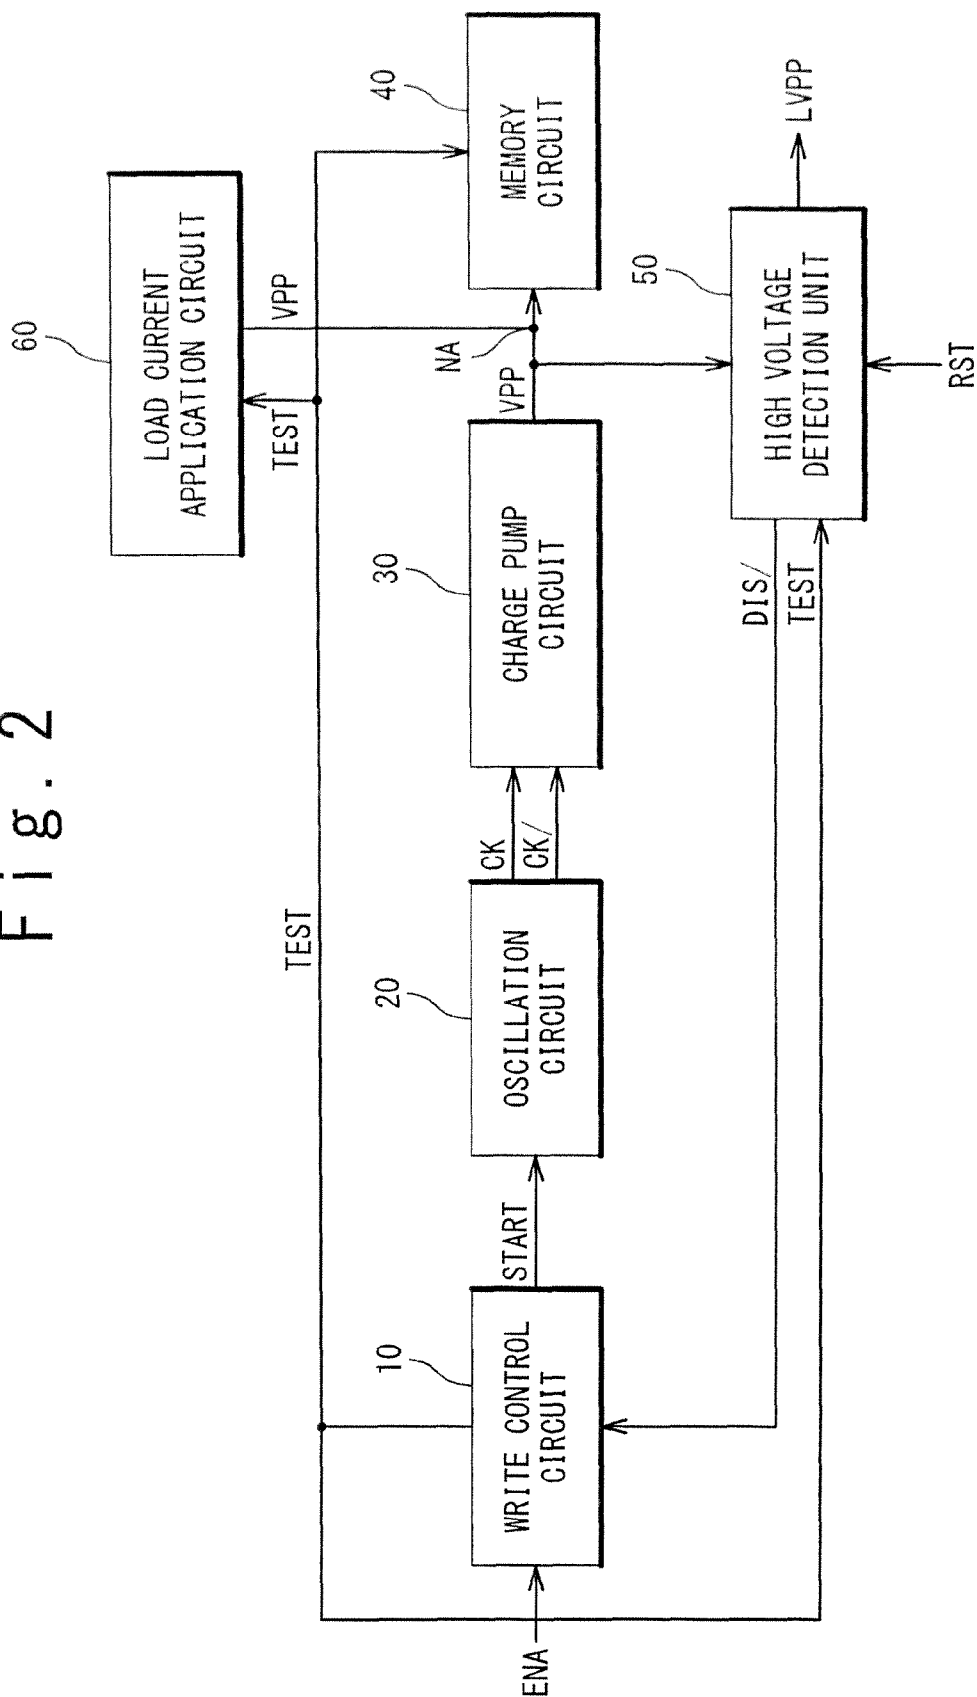 Fig. 2
60
LOAD CURRENT
APPLICATION CIRCUIT
TEST
TEST
VPP
10
WRITE CONTROL
CIRCUIT
ENA
START
20
OSCILLATION
CIRCUIT
CK
CK/
30
CHARGE PUMP
CIRCUIT
VPP
NA
40
MEMORY
CIRCUIT
50
HIGH VOLTAGE
DETECTION UNIT
DIS/
TEST
RST
LVPP